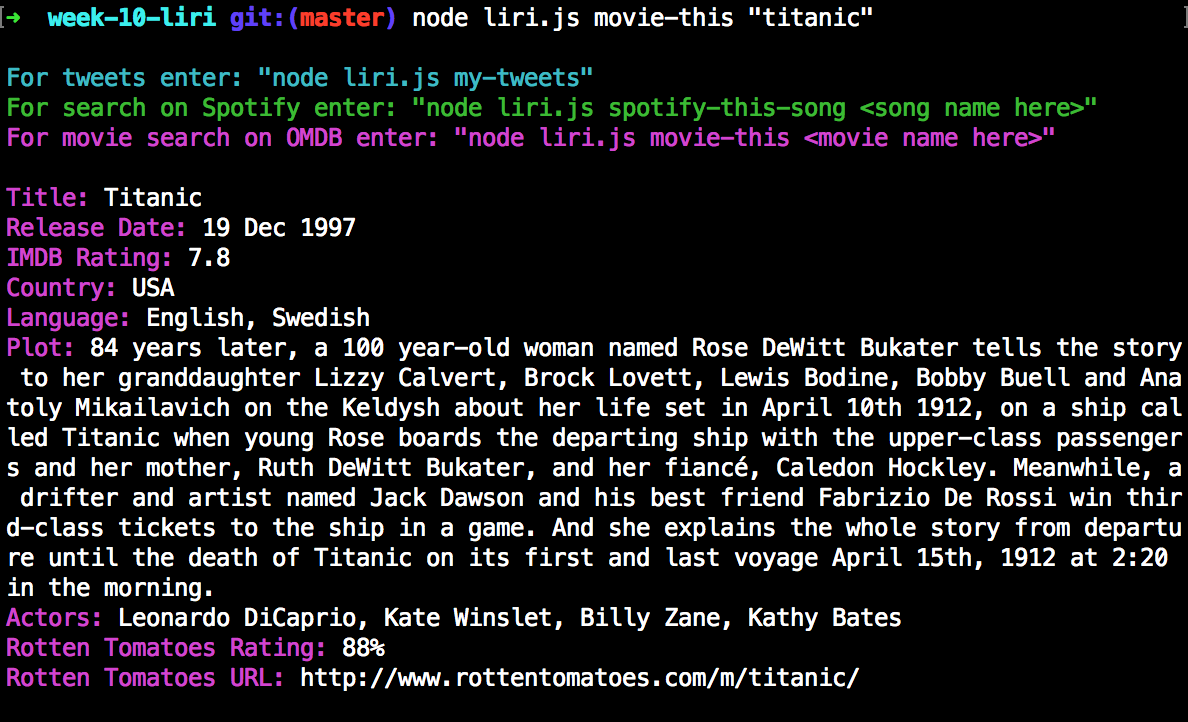 ➜  week-10-liri git:(master) node liri.js movie-this "titanic"
For tweets enter: "node liri.js my-tweets"
For search on Spotify enter: "node liri.js spotify-this-song <song name here>"
For movie search on OMDB enter: "node liri.js movie-this <movie name here>"
Title: Titanic
Release Date: 19 Dec 1997
IMDB Rating: 7.8
Country: USA
Language: English, Swedish
Plot: 84 years later, a 100 year-old woman named Rose DeWitt Bukater tells the story
 to her granddaughter Lizzy Calvert, Brock Lovett, Lewis Bodine, Bobby Buell and Ana
toly Mikailavich on the Keldysh about her life set in April 10th 1912, on a ship cal
led Titanic when young Rose boards the departing ship with the upper-class passenger
s and her mother, Ruth DeWitt Bukater, and her fiancé, Caledon Hockley. Meanwhile, a
 drifter and artist named Jack Dawson and his best friend Fabrizio De Rossi win thir
d-class tickets to the ship in a game. And she explains the whole story from departu
re until the death of Titanic on its first and last voyage April 15th, 1912 at 2:20
in the morning.
Actors: Leonardo DiCaprio, Kate Winslet, Billy Zane, Kathy Bates
Rotten Tomatoes Rating: 88%
Rotten Tomatoes URL: http://www.rottentomatoes.com/m/titanic/